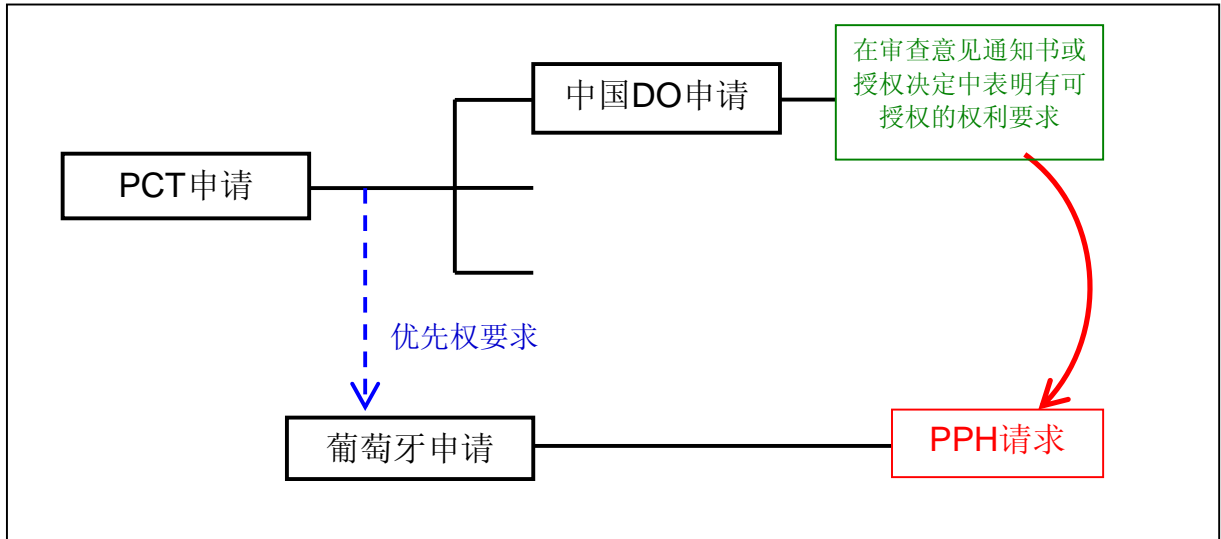 中国DO申请
在审查意见通知书或
授权决定中表明有可
授权的权利要求
PCT申请
优先权要求
葡萄牙申请
PPH请求